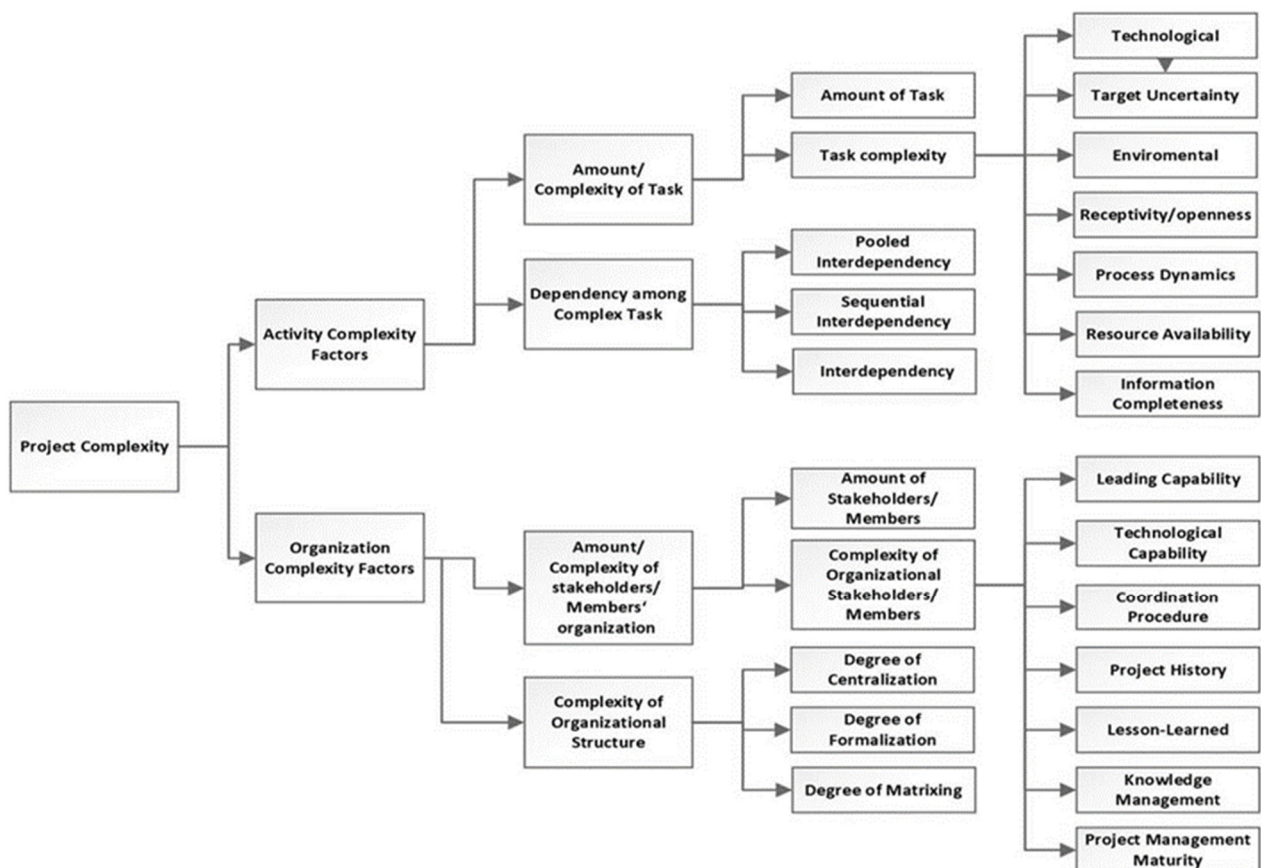 Project Complexity
Activity Complexity
Factors
Organization
Complexity Factors
Amount/
Complexity of Task
Dependency among
Complex Task
Amount/
Complexity of
stakeholders/
Members‘
organization
Complexity of
Organizational
Structure
Amount of Task
Task complexity
Pooled
Interdependency
Sequential
Interdependency
Interdependency
Amount of
Stakeholders/
Members
Complexity of
Organizational
Stakeholders/
Members
Degree of
Centralization
Degree of
Formalization
Degree of Matrixing
Technological
Target Uncertainty
Enviromental
Receptivity/openness
Process Dynamics
Resource Availability
Information
Completeness
Leading Capability
Technological
Capability
Coordination
Procedure
Project History
Lesson-Learned
Knowledge
Management
Project Management
Maturity